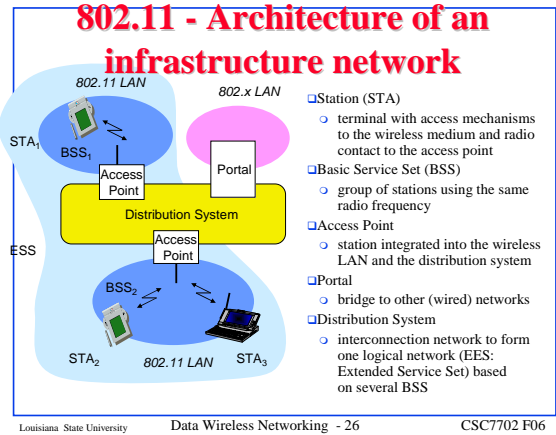 802.11 - Architecture of an
infrastructure network
802.11 LAN
802.x LAN
STA1
BSS1
Access
Point
Portal
Distribution System
Access
Point
ESS
BSS2
STA2
802.11 LAN
STA3
Station (STA)
terminal with access mechanisms
to the wireless medium and radio
contact to the access point
Basic Service Set (BSS)
group of stations using the same
radio frequency
Access Point
station integrated into the wireless
LAN and the distribution system
Portal
bridge to other (wired) networks
Distribution System
interconnection network to form
one logical network (EES:
Extended Service Set) based
on several BSS
Louisiana State University
Data Wireless Networking - 26
CSC7702 F06